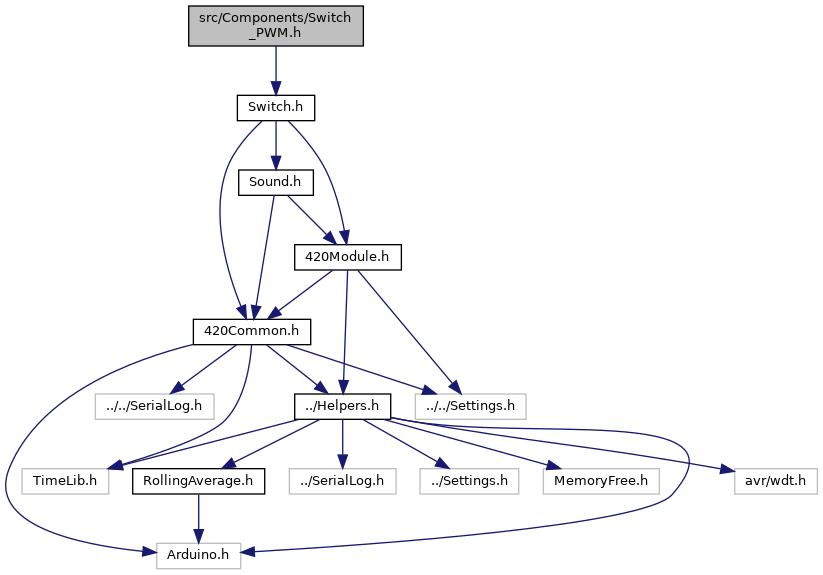 src/Components/Switch
_PWM.h
Switch.h
Sound.h
420Module.h
420Common.h
../../SerialLog.h
../Helpers.h
../../Settings.h
TimeLib.h
RollingAverage.h
../SerialLog.h
../Settings.h
MemoryFree.h
avr/wdt.h
Arduino.h